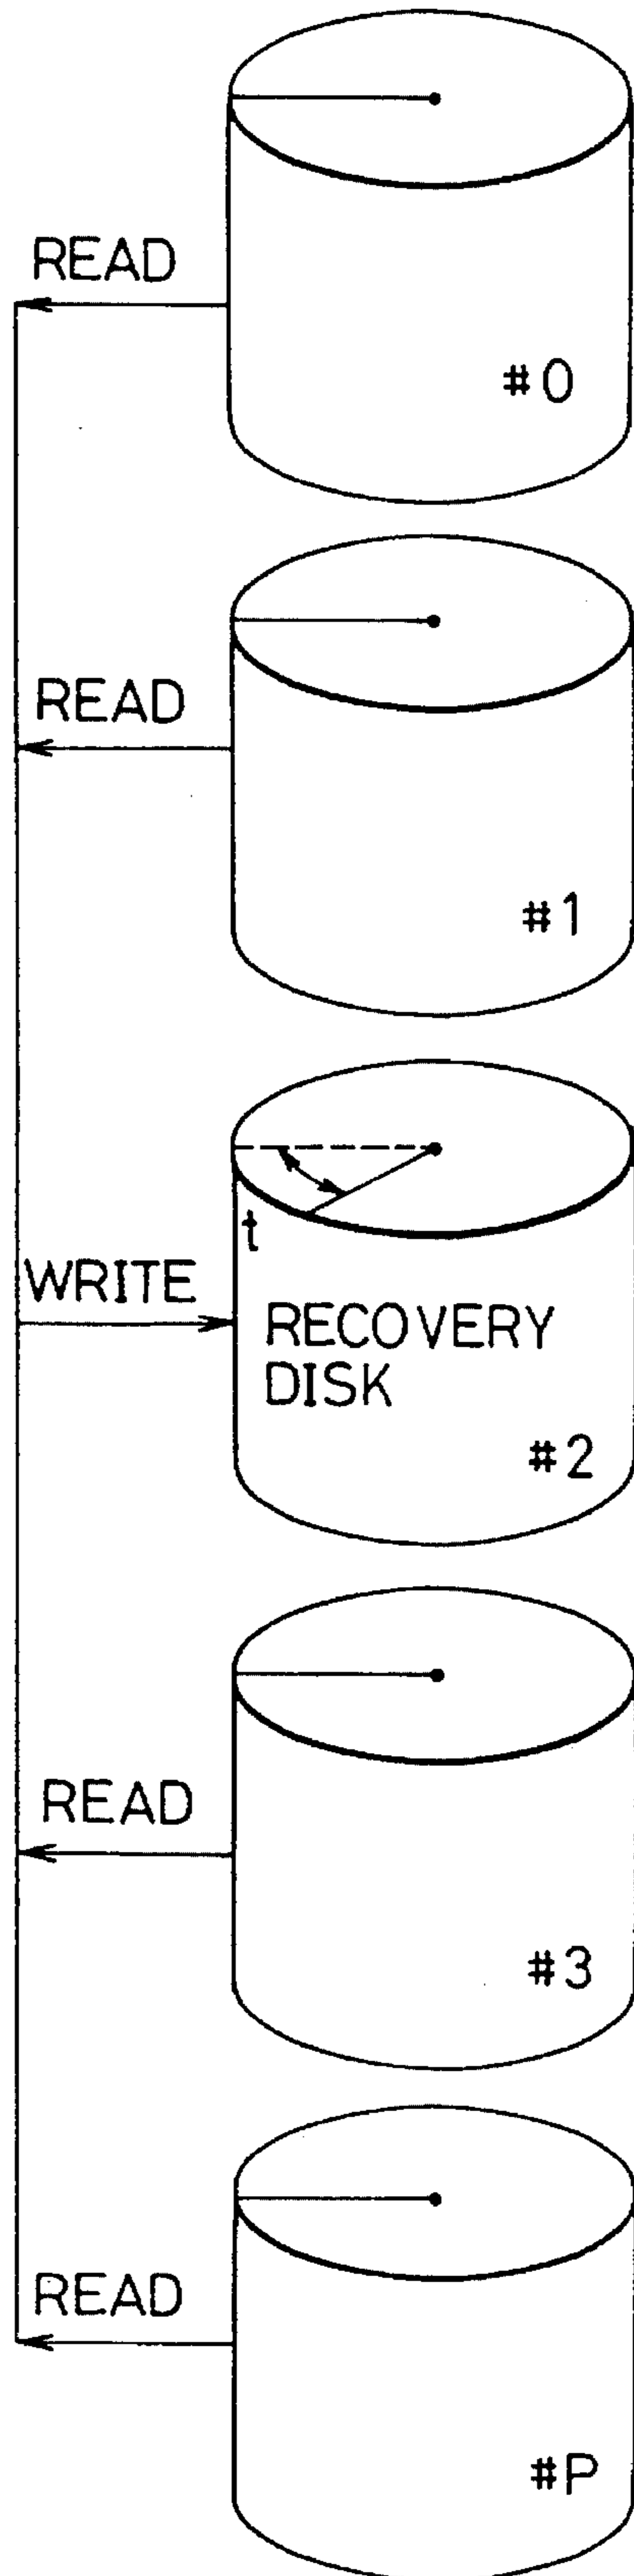 READ
#0
READ
#1
t
WRITE
RECOVERY
DISK
#2
READ
#3
READ
#P